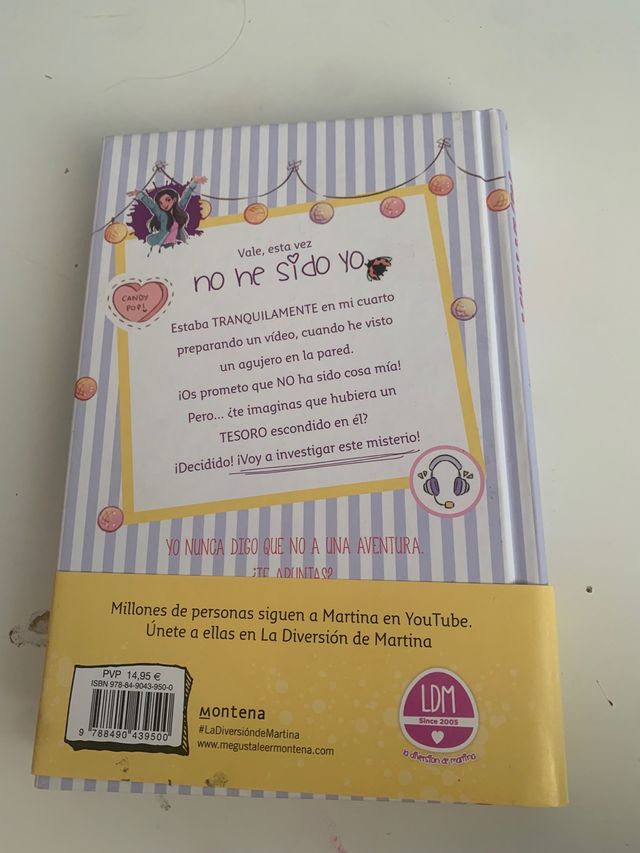 Vale, esta vez
no he sido yo
CANDY
POP!
Estaba TRANQUILAMENTE en mi cuarto
preparando un vídeo, cuando he visto
un agujero en la pared.
¡Os prometo que NO ha sido cosa mía!
Pero... ¿te imaginas que hubiera un
TESORO escondido en él?
¡Decidido! ¡Voy a investigar este misterio!
YO NUNCA DIGO QUE NO A UNA AVENTURA.
¿TE APUNTAS?
Millones de personas siguen a Martina en YouTube.
Únete a ellas en La Diversión de Martina
PVP 14,95 €
ISBN 978-84-9043-950-0
9 788490 439500
Montena
#LaDiversióndeMartina
www.megustaleermontena.com
LDM
Since 2005
la diversion de martina